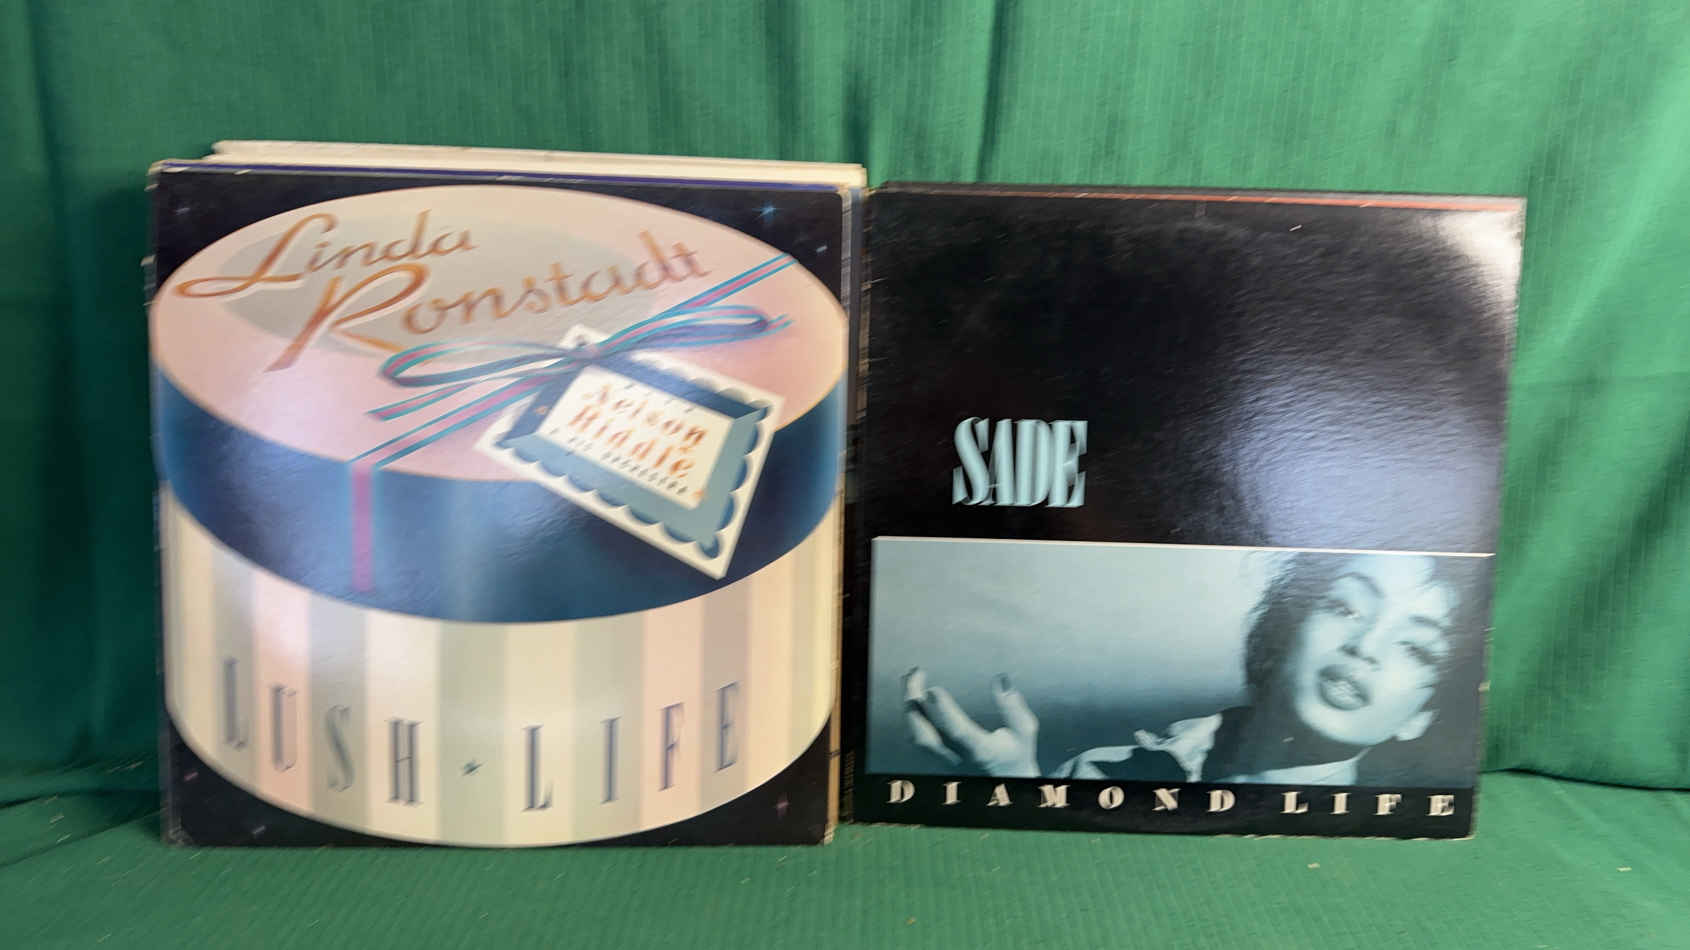 Linda
Ronstadt
Nelson
Riddle
LUSH ★ LIFE
SADE
DIAMOND LIFE